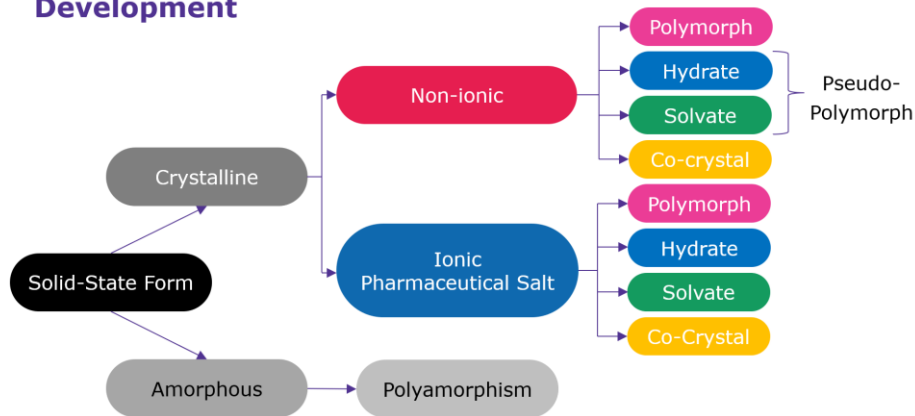 Development
Polymorph
Hydrate
Non-ionic
Pseudo-
Polymorph
Solvate
Co-crystal
Crystalline
Polymorph
Hydrate
Ionic
Pharmaceutical Salt
Solid-State Form
Solvate
Co-Crystal
Amorphous
Polyamorphism